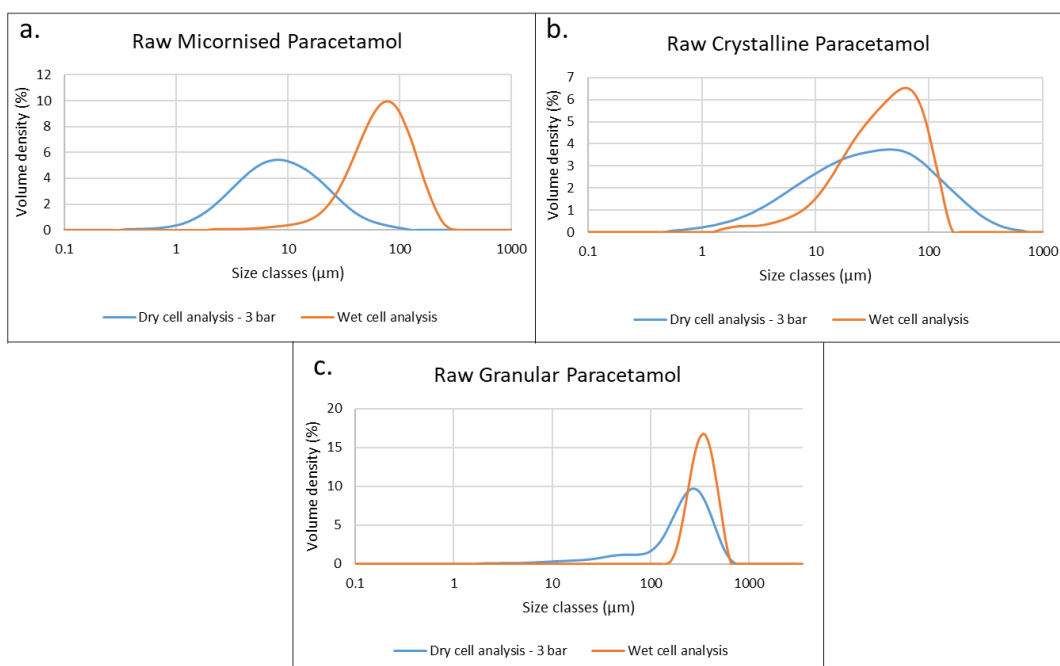 a.
Raw Micornised Paracetamol
Volume density (%)
12
10
8
6
4
2
0
0.1 1 10 100 1000
Size classes (µm)
Dry cell analysis - 3 bar Wet cell analysis
b.
Raw Crystalline Paracetamol
Volume density (%)
7
6
5
4
3
2
1
0
0.1 1 10 100 1000
Size classes (µm)
Dry cell analysis - 3 bar Wet cell analysis
c.
Raw Granular Paracetamol
Volume density (%)
20
15
10
5
0
0.1 1 10 100 1000
Size classes (µm)
Dry cell analysis - 3 bar Wet cell analysis